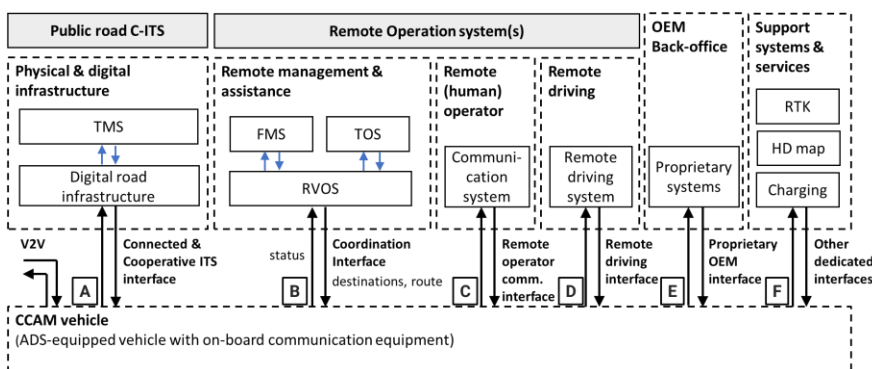 Public road C-ITS
Remote Operation system(s)
OEM
Back-office
Support
systems &
services
Physical & digital
infrastructure
Remote management &
assistance
Remote
(human)
operator
Remote
driving
TMS
Digital road
infrastructure
FMS
TOS
RVOS
Communi-
cation
system
Remote
driving
system
Proprietary
systems
RTK
HD map
Charging
V2V
A
Connected &
Cooperative ITS
interface
status
B
Coordination
Interface
destinations, route
C
Remote
operator
comm.
interface
D
Remote
driving
interface
E
Proprietary
OEM
interface
F
Other
dedicated
interfaces
CCAM vehicle
(ADS-equipped vehicle with on-board communication equipment)